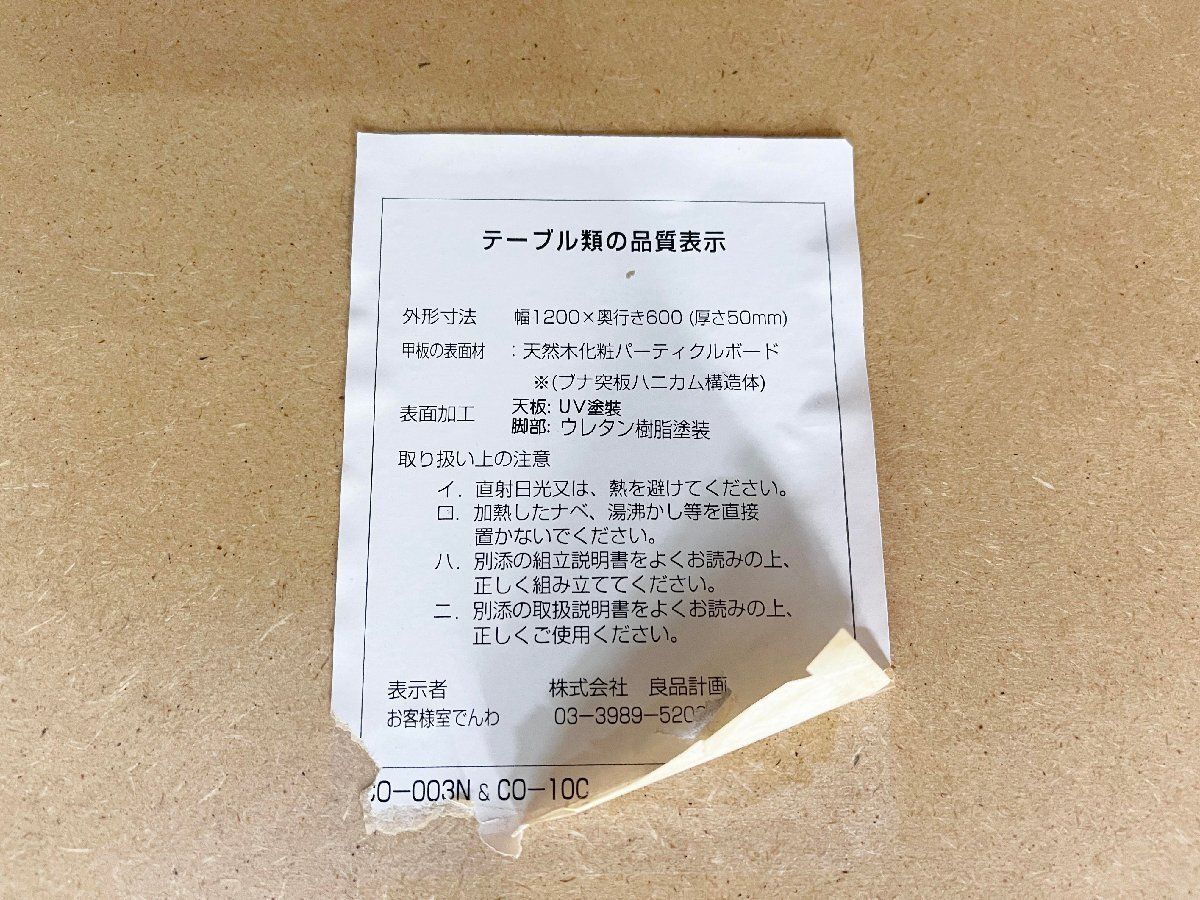 テーブル類の品質表示
外形寸法 幅1200×奥行き600 (厚さ50mm)
甲板の表面材 : 天然木化粧パーティクルボード
※(ブナ突板ハニカム構造体)
表面加工 天板: UV塗装
脚部: ウレタン樹脂塗装
取り扱い上の注意
イ. 直射日光又は、熱を避けてください。
ロ. 加熱したナベ、湯沸かし等を直接
置かないでください。
ハ. 別添の組立説明書をよくお読みの上、
正しく組み立ててください。
ニ. 別添の取扱説明書をよくお読みの上、
正しくご使用ください。
表示者 株式会社 良品計画
お客様室でんわ 03-3989-520
CO-003N & CO-10C